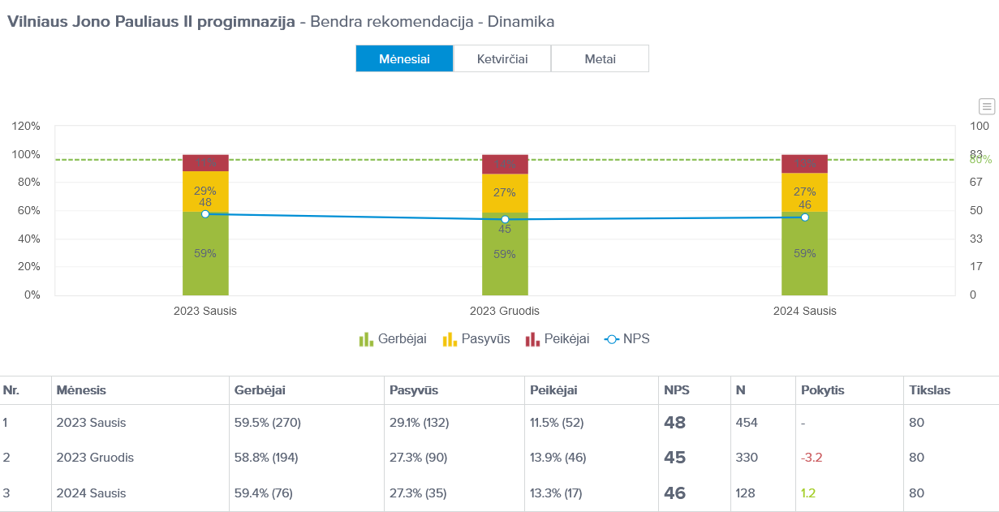 Vilniaus Jono Pauliaus II progimnazija - Bendra rekomendacija - Dinamika
Mėnesiai Ketvirčiai Metai
120% 100
100% 83
80%
11% 14% 13%
80% 67
29% 27% 27%
48 46
60% 50
45
40% 33
59% 59% 59%
20% 17
0% 0
2023 Sausis 2023 Gruodis 2024 Sausis
Gerbėjai Pasyvūs Peikėjai NPS
Nr. Mėnesis Gerbėjai Pasyvūs Peikėjai NPS N Pokytis Tikslas
1 2023 Sausis 59.5% (270) 29.1% (132) 11.5% (52) 48 454 - 80
2 2023 Gruodis 58.8% (194) 27.3% (90) 13.9% (46) 45 330 -3.2 80
3 2024 Sausis 59.4% (76) 27.3% (35) 13.3% (17) 46 128 1.2 80